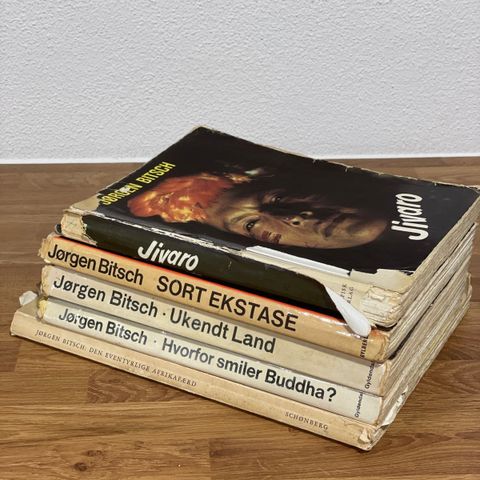 JØRGEN BITSCH
Jivaro
Jivaro
Jørgen Bitsch SORT EKSTASE
Jørgen Bitsch · Ukendt Land
Gyldendal
Jørgen Bitsch · Hvorfor smiler Buddha?
Gyldendal
JØRGEN BITSCH: DEN EVENTYRLIGE AFRIKAFÆRD
SCHØNBERG